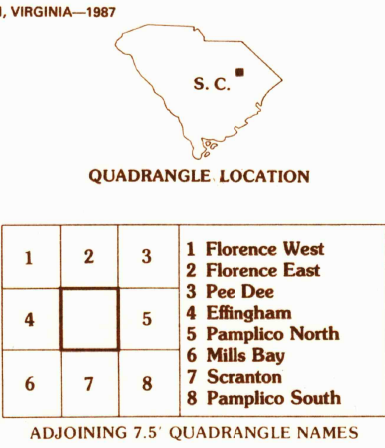 , VIRGINIA—1987
S. C.
QUADRANGLE LOCATION
1 2 3
4 5
6 7 8
1 Florence West
2 Florence East
3 Pee Dee
4 Effingham
5 Pamplico North
6 Mills Bay
7 Scranton
8 Pamplico South
ADJOINING 7.5′ QUADRANGLE NAMES